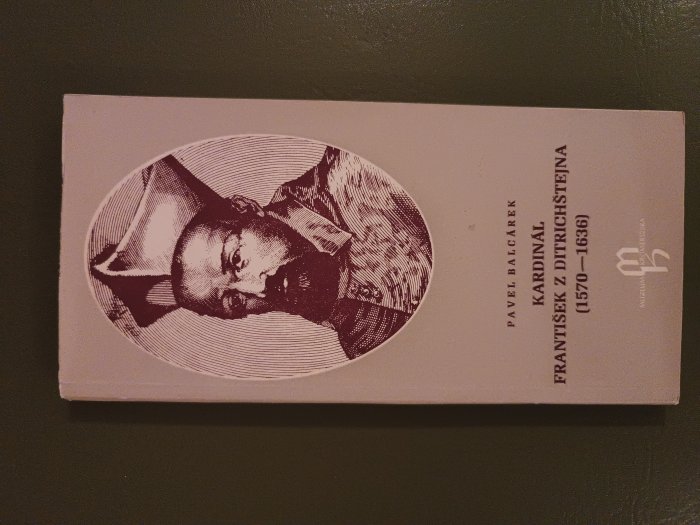 PAVEL BALCÁREK
KARDINÁL
FRANTIŠEK Z DITRICHŠTEJNA
(1570—1636)